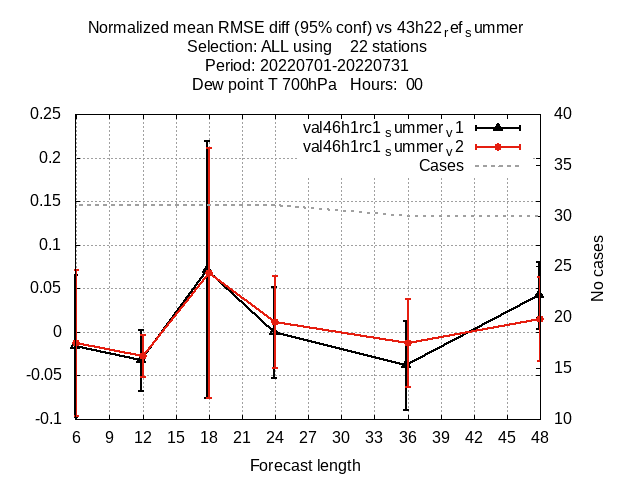 Normalized mean RMSE diff (95% conf) vs 43h22refsummer
Selection: ALL using 22 stations
Period: 20220701-20220731
Dew point T 700hPa Hours: 00
0.25
0.2
0.15
0.1
0.05
0
-0.05
-0.1
40
35
30
25
20
15
10
val46h1rc1summerv1
val46h1rc1summerv2
Cases
No cases
6 9 12 15 18 21 24 27 30 33 36 39 42 45 48
Forecast length